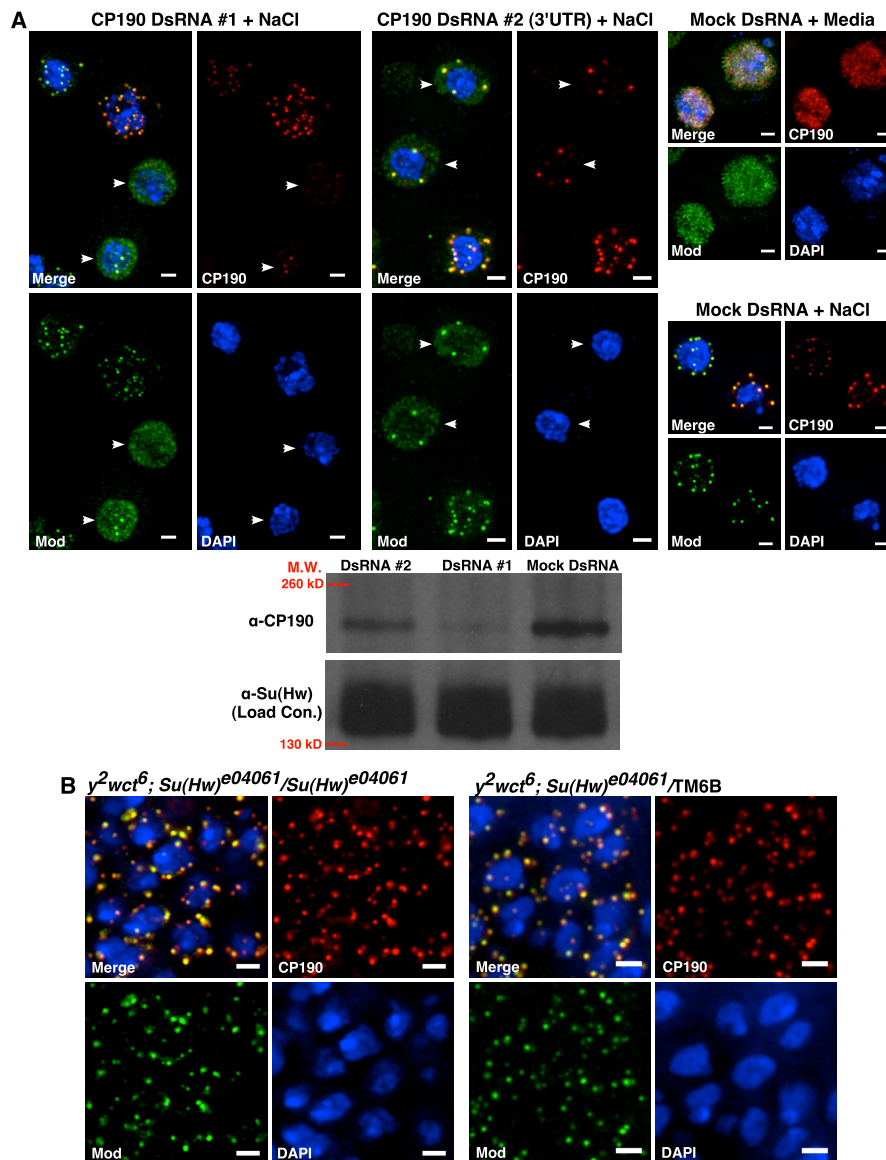 A
CP190 DsRNA #1 + NaCl
CP190 DsRNA #2 (3'UTR) + NaCl
Mock DsRNA + Media
Merge
CP190
Merge
CP190
Merge
CP190
Mod
DAPI
Mod
DAPI
Mod
DAPI
Mock DsRNA + NaCl
Merge
CP190
Mod
DAPI
M.W.
DsRNA #2
DsRNA #1
Mock DsRNA
260 kD
α-CP190
α-Su(Hw)
(Load Con.)
130 kD
B
y2wct6; Su(Hw)e04061/Su(Hw)e04061
y2wct6; Su(Hw)e04061/TM6B
Merge
CP190
Merge
CP190
Mod
DAPI
Mod
DAPI